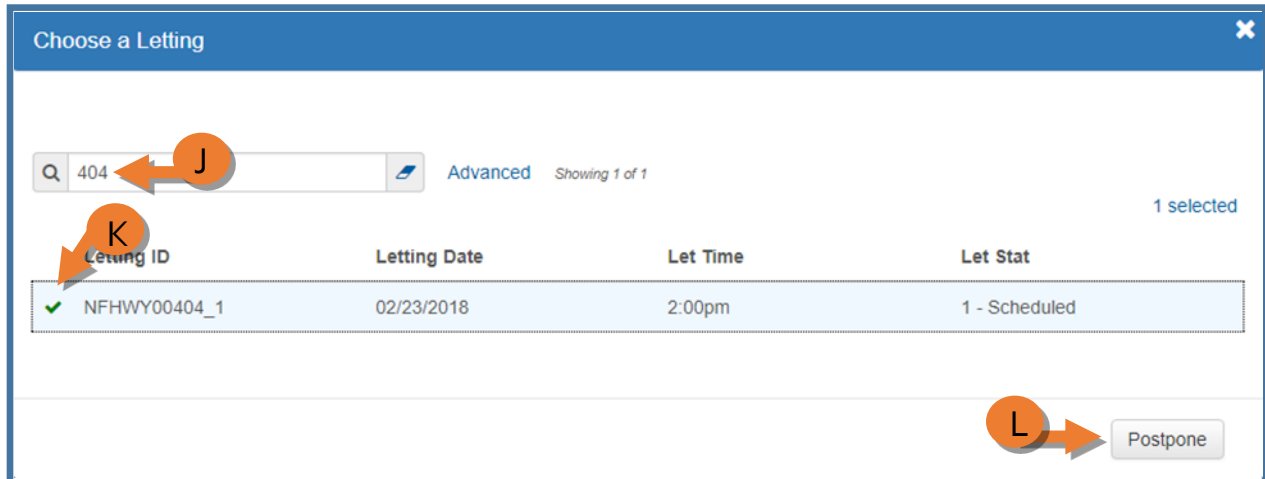 Choose a Letting
404
J
Advanced
Showing 1 of 1
1 selected
K
Letting ID Letting Date Let Time Let Stat
NFHWY00404_1 02/23/2018 2:00pm 1 - Scheduled
L
Postpone